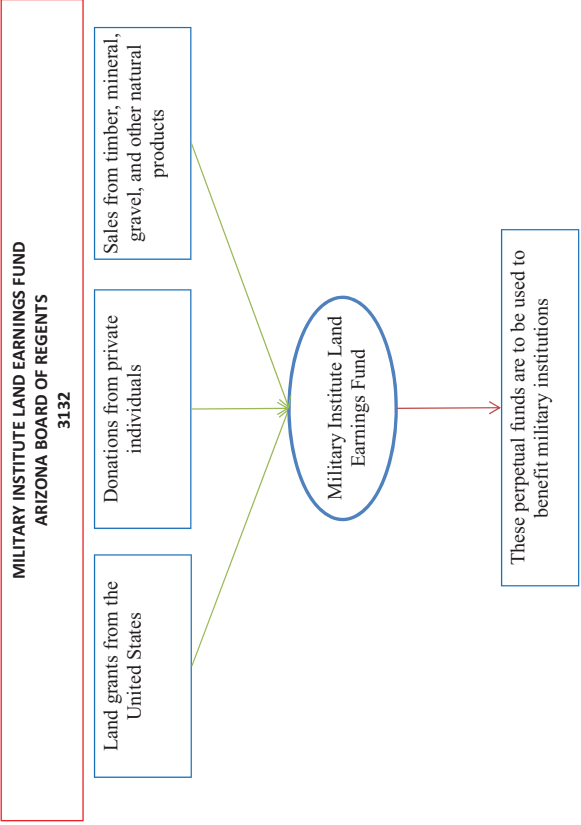 MILITARY INSTITUTE LAND EARNINGS FUND
ARIZONA BOARD OF REGENTS
3132
Land grants from the
United States
Donations from private
individuals
Sales from timber, mineral,
gravel, and other natural
products
Military Institute Land
Earnings Fund
These perpetual funds are to be used to
benefit military institutions